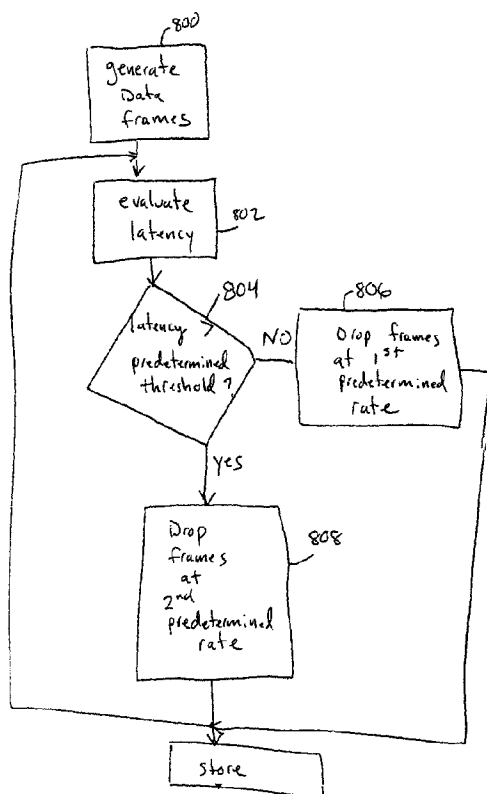 800
generate
Data
frames
evaluate
latency
802
804
latency >
predetermined
threshold ?
NO
806
Drop frames
at 1st
predetermined
rate
yes
808
Drop
frames
at
2nd
predetermined
rate
store